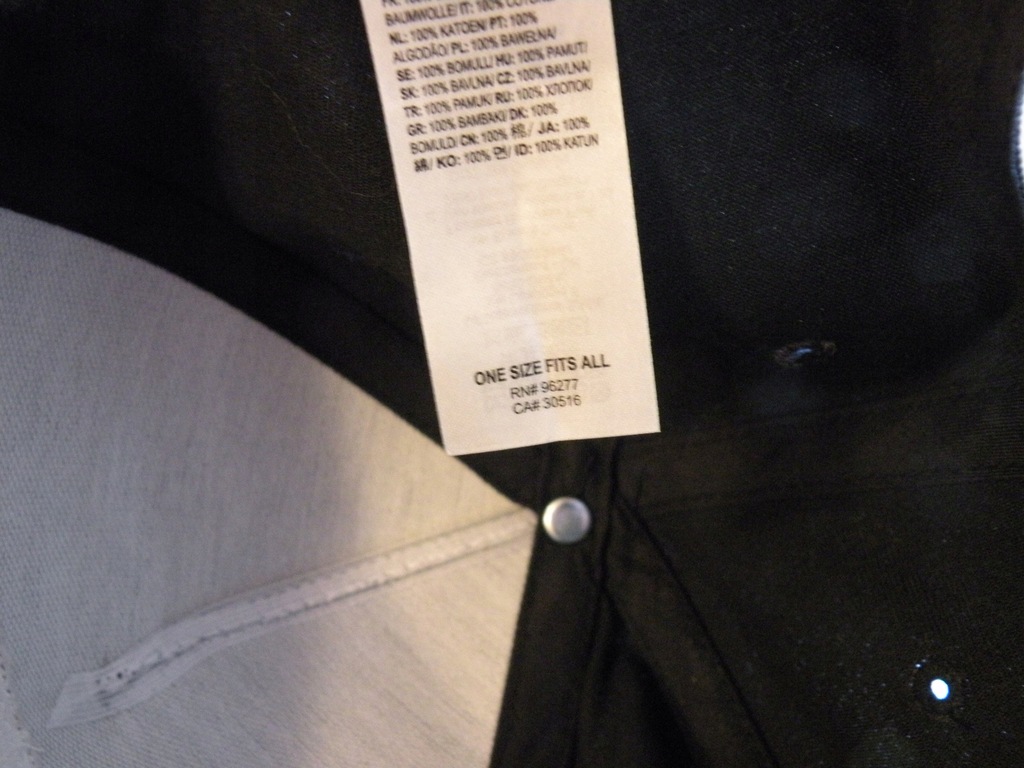 BAUMWOLLE/ IT: 100%
NL: 100% KATOEN/ PT: 100%
ALGODÃO/ PL: 100% BAWEŁNA/
SE: 100% BOMULL/ HU: 100% PAMUT/
SK: 100% BAVLNA/ CZ: 100% BAVLNA/
TR: 100% PAMUK/ RU: 100% ХЛОПОК/
GR: 100% BAMBAKI/ DK: 100%
BOMULD/ CN: 100% 棉/ JA: 100%
綿/ KO: 100% 면/ ID: 100% KATUN
ONE SIZE FITS ALL
RN# 96277
CA# 30516